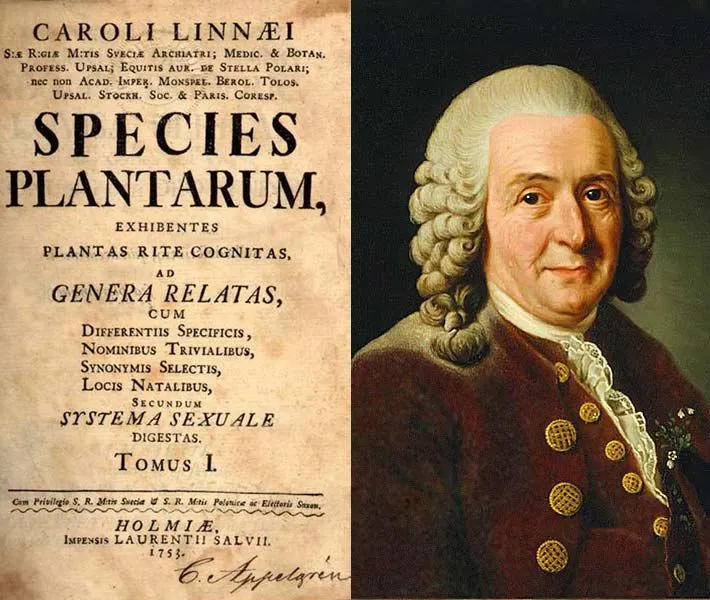 CAROLI LINNÆI
S:æ R:giæ M:tis Sveciæ Archiatri; Medic. & Botan.
Profess. Upsal; Equitis aur. de Stella Polari;
nec non Acad. Imper. Monspel. Berol. Tolos.
Upsal. Stockh. Soc. & Paris. Coresp.
SPECIES
PLANTARUM,
EXHIBENTES
PLANTAS RITE COGNITAS,
AD
GENERA RELATAS,
CUM
Differentiis Specificis,
Nominibus Trivialibus,
Synonymis Selectis,
Locis Natalibus,
SECUNDUM
SYSTEMA SEXUALE
DIGESTAS.
Tomus I.
Cum Privilegio S. R. M:tis Sueciæ & S. R. M:tis Polonicæ ac Electoris Saxon.
HOLMIÆ,
Impensis LAURENTII SALVII.
1753.
C. Appelgrén